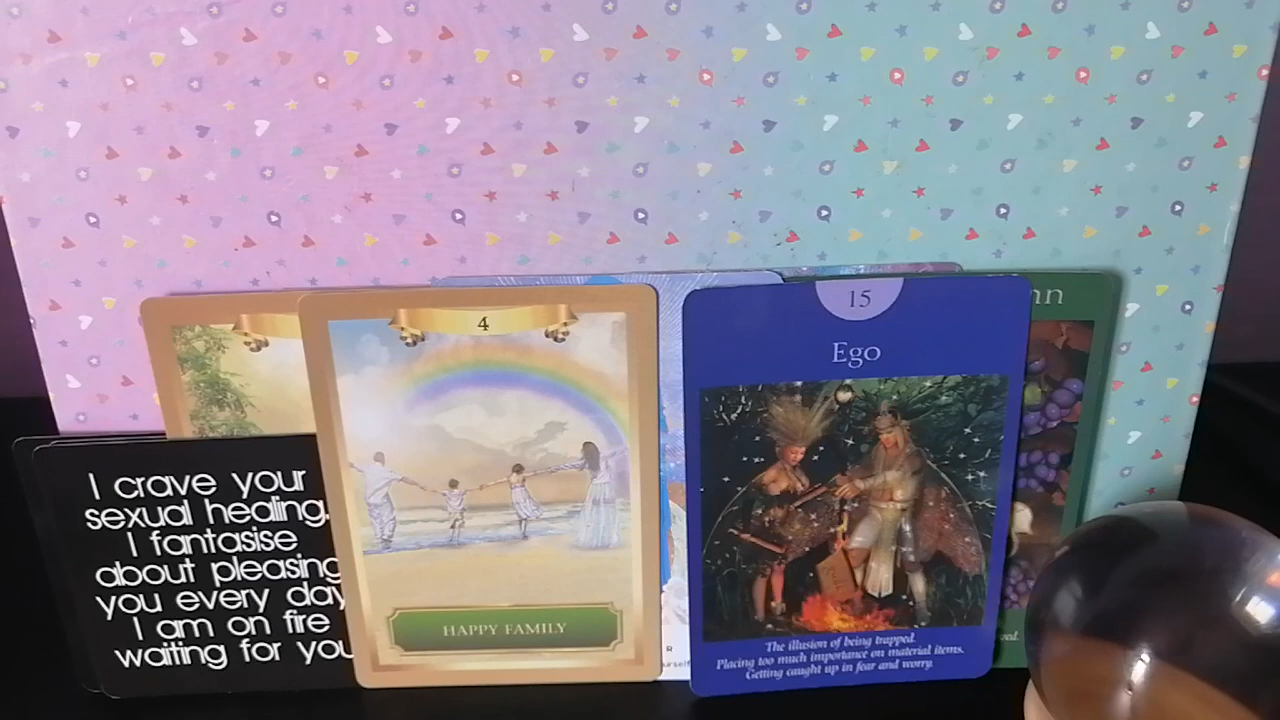 I crave your
sexual healing.
I fantasise
about pleasing
you every day
I am on fire
waiting for you
4
HAPPY FAMILY
15
Ego
The illusion of being trapped.
Placing too much importance on material items.
Getting caught up in fear and worry.